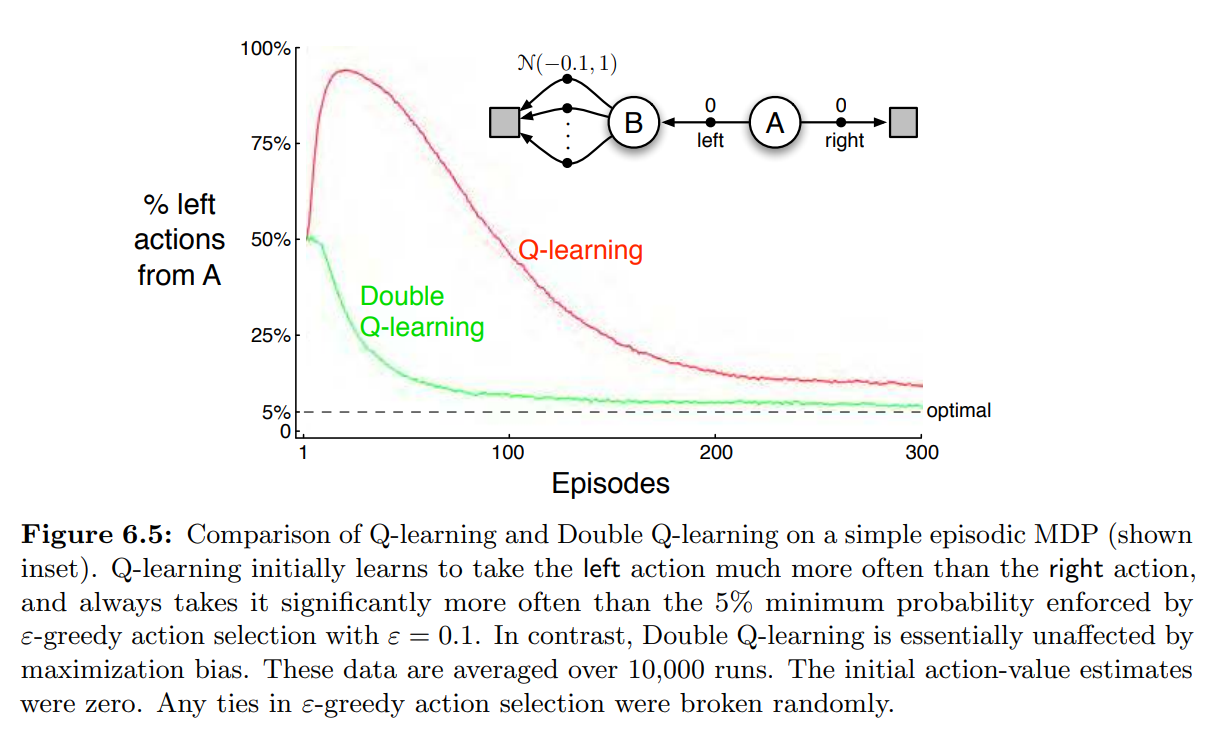 100%
75%
50%
25%
5%
0
% left
actions
from A
N(−0.1, 1)
B
0
left
A
0
right
Q-learning
Double
Q-learning
optimal
1
100
200
300
Episodes
Figure 6.5: Comparison of Q-learning and Double Q-learning on a simple episodic MDP (shown
inset). Q-learning initially learns to take the left action much more often than the right action,
and always takes it significantly more often than the 5% minimum probability enforced by
ε-greedy action selection with ε = 0.1. In contrast, Double Q-learning is essentially unaffected by
maximization bias. These data are averaged over 10,000 runs. The initial action-value estimates
were zero. Any ties in ε-greedy action selection were broken randomly.